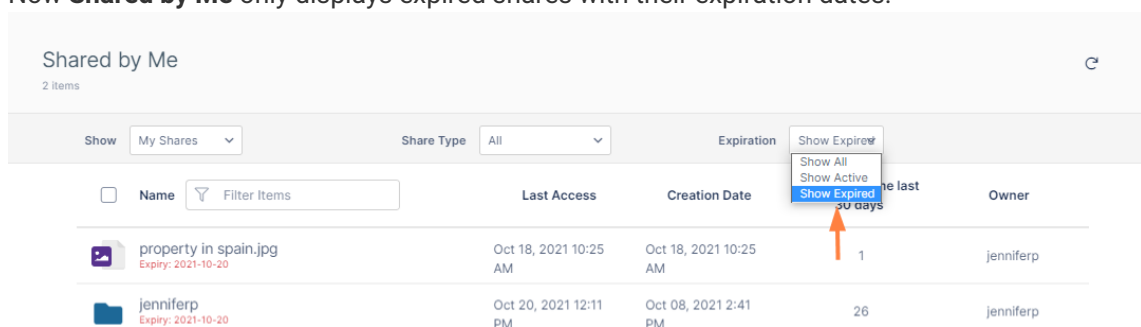 Now Shared by Me only displays expired shares with their expiration dates.
Shared by Me
2 items
Show My Shares Share Type All Expiration Show Expired
Show All
Show Active
Show Expired
Name Filter Items Last Access Creation Date he last Owner
30 days
property in spain.jpg Oct 18, 2021 10:25 Oct 18, 2021 10:25 1 jenniferp
Expiry: 2021-10-20 AM AM
jenniferp Oct 20, 2021 12:11 Oct 08, 2021 2:41 26 jenniferp
Expiry: 2021-10-20 PM PM